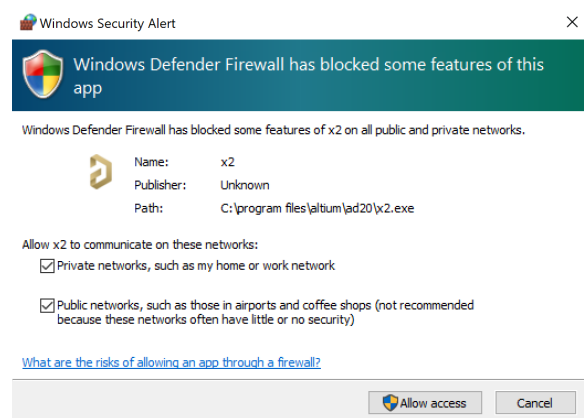 Windows Security Alert
Windows Defender Firewall has blocked some features of this
app
Windows Defender Firewall has blocked some features of x2 on all public and private networks.
Name: x2
Publisher: Unknown
Path: C:\program files\altium\ad20\x2.exe
Allow x2 to communicate on these networks:
Private networks, such as my home or work network
Public networks, such as those in airports and coffee shops (not recommended
because these networks often have little or no security)
What are the risks of allowing an app through a firewall?
Allow access Cancel